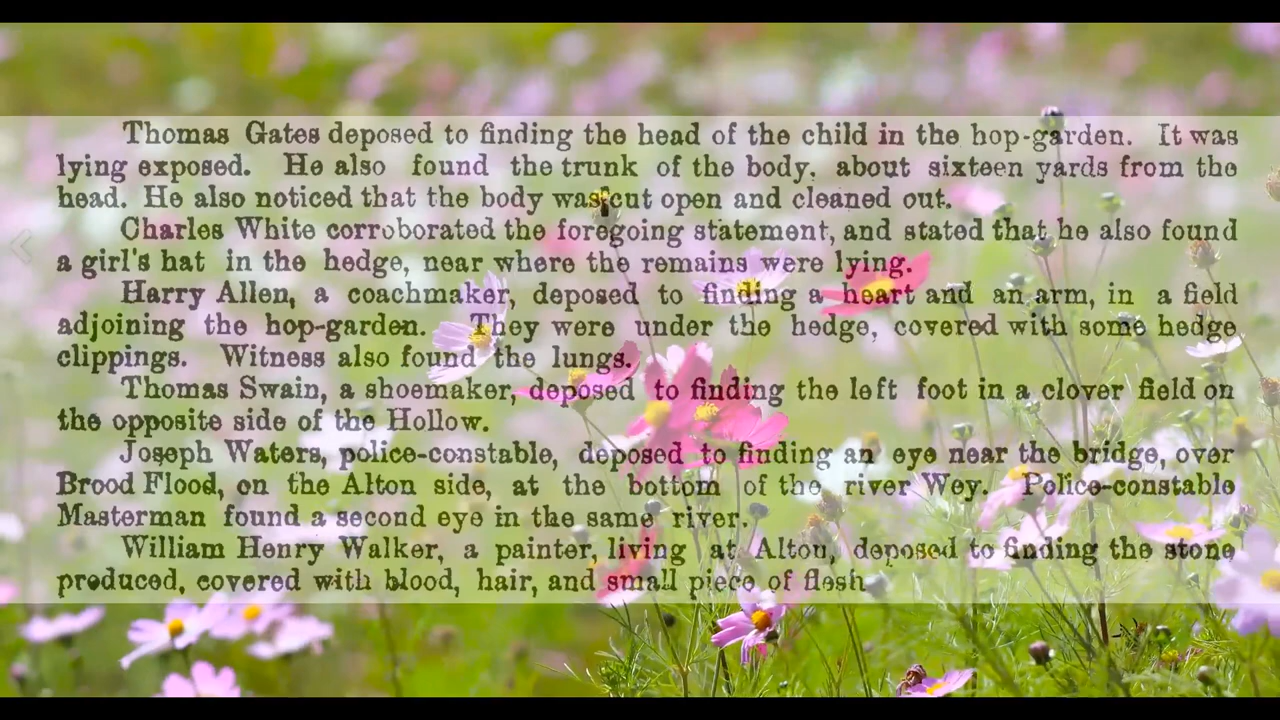 Thomas Gates deposed to finding the head of the child in the hop-garden. It was
lying exposed. He also found the trunk of the body, about sixteen yards from the
head. He also noticed that the body was cut open and cleaned out.
Charles White corroborated the foregoing statement, and stated that he also found
a girl's hat in the hedge, near where the remains were lying.
Harry Allen, a coachmaker, deposed to finding a heart and an arm, in a field
adjoining the hop-garden. They were under the hedge, covered with some hedge
clippings. Witness also found the lungs.
Thomas Swain, a shoemaker, deposed to finding the left foot in a clover field on
the opposite side of the Hollow.
Joseph Waters, police-constable, deposed to finding an eye near the bridge, over
Brood Flood, on the Alton side, at the bottom of the river Wey. Police-constable
Masterman found a second eye in the same river.
William Henry Walker, a painter, living at Alton, deposed to finding the stone
produced, covered with blood, hair, and small piece of flesh